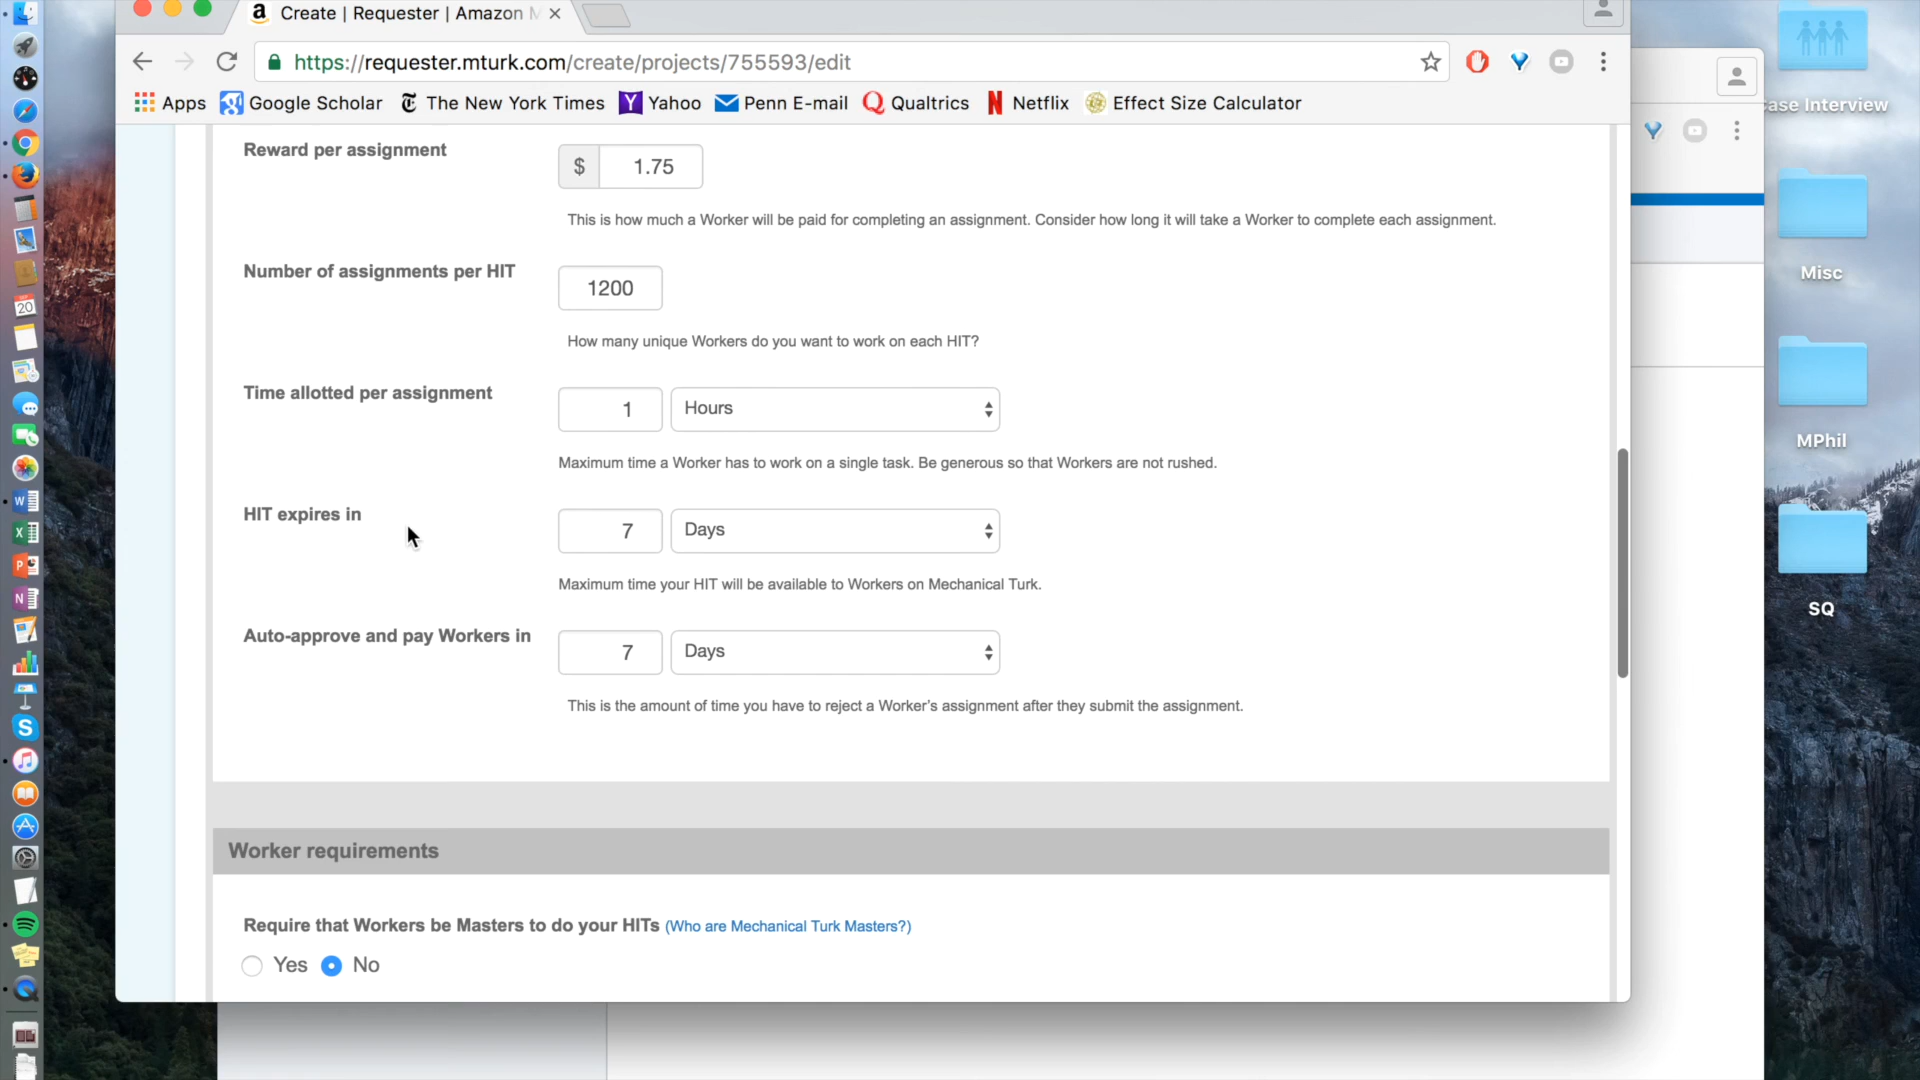 Create | Requester | Amazon M
https://requester.mturk.com/create/projects/755593/edit
Apps Google Scholar The New York Times Yahoo Penn E-mail Qualtrics Netflix Effect Size Calculator
Reward per assignment
$ 1.75
This is how much a Worker will be paid for completing an assignment. Consider how long it will take a Worker to complete each assignment.
Number of assignments per HIT
1200
How many unique Workers do you want to work on each HIT?
Time allotted per assignment
1 Hours
Maximum time a Worker has to work on a single task. Be generous so that Workers are not rushed.
HIT expires in
7 Days
Maximum time your HIT will be available to Workers on Mechanical Turk.
Auto-approve and pay Workers in
7 Days
This is the amount of time you have to reject a Worker's assignment after they submit the assignment.
Worker requirements
Require that Workers be Masters to do your HITs (Who are Mechanical Turk Masters?)
Yes No
ase Interview
Misc
MPhil
SQ
20